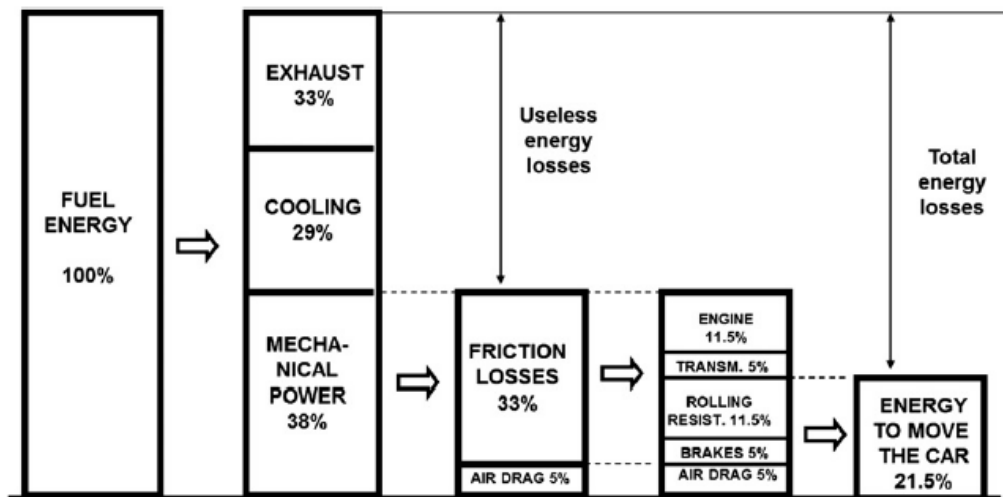 FUEL
ENERGY
100%
EXHAUST
33%
COOLING
29%
MECHA-
NICAL
POWER
38%
Useless
energy
losses
FRICTION
LOSSES
33%
AIR DRAG 5%
ENGINE
11.5%
TRANSM. 5%
ROLLING
RESIST. 11.5%
BRAKES 5%
AIR DRAG 5%
Total
energy
losses
ENERGY
TO MOVE
THE CAR
21.5%